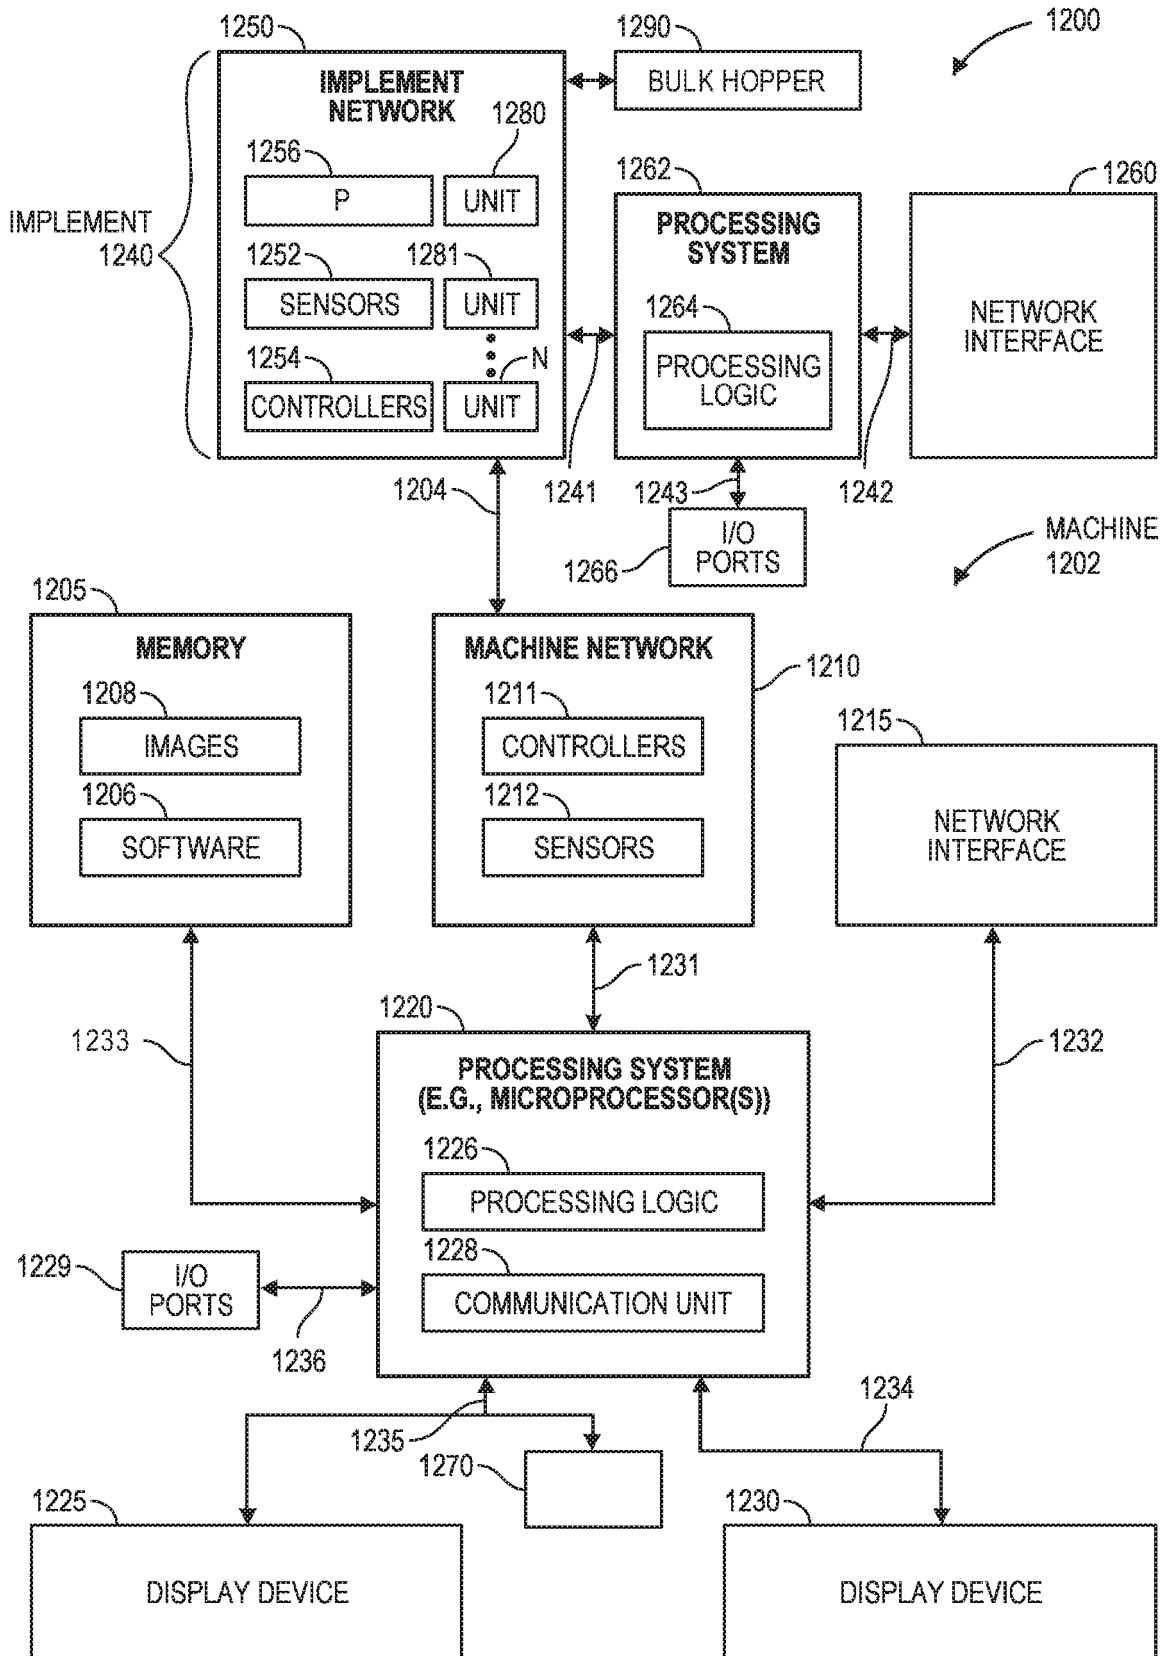 1250
1290
1200
BULK HOPPER
IMPLEMENT
NETWORK
1280
1256
P
UNIT
1262
1260
IMPLEMENT
1240
PROCESSING
SYSTEM
1252
1281
SENSORS
UNIT
NETWORK
INTERFACE
1264
PROCESSING
LOGIC
1254
N
CONTROLLERS
UNIT
1204
1241
1243
1242
I/O
PORTS
1266
MACHINE
1202
1205
MEMORY
MACHINE NETWORK
1210
1208
IMAGES
1211
CONTROLLERS
1215
1206
SOFTWARE
1212
SENSORS
NETWORK
INTERFACE
1231
1220
1233
1232
PROCESSING SYSTEM
(E.G., MICROPROCESSOR(S))
1226
PROCESSING LOGIC
1229
I/O
PORTS
1228
COMMUNICATION UNIT
1236
1234
1235
1270
1225
1230
DISPLAY DEVICE
DISPLAY DEVICE